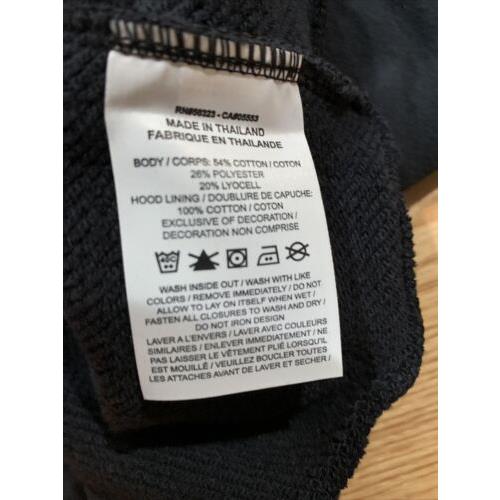 RN#56323 - CA#05553
MADE IN THAILAND
FABRIQUE EN THAILANDE
BODY / CORPS: 54% COTTON / COTON
26% POLYESTER
20% LYOCELL
HOOD LINING / DOUBLURE DE CAPUCHE:
100% COTTON / COTON
EXCLUSIVE OF DECORATION /
DECORATION NON COMPRISE
WASH INSIDE OUT / WASH WITH LIKE
COLORS / REMOVE IMMEDIATELY / DO NOT
ALLOW TO LAY ON ITSELF WHEN WET /
FASTEN ALL CLOSURES TO WASH AND DRY /
DO NOT IRON DESIGN
LAVER A L'ENVERS / LAVER AVEC COULEURS
SIMILAIRES / ENLEVER IMMEDIATEMENT / NE
PAS LAISSER LE VÊTEMENT PLIÉ LORSQU'IL
EST MOUILLÉ / VEUILLEZ BOUCLER TOUTES
LES ATTACHES AVANT DE LAVER ET SECHER /